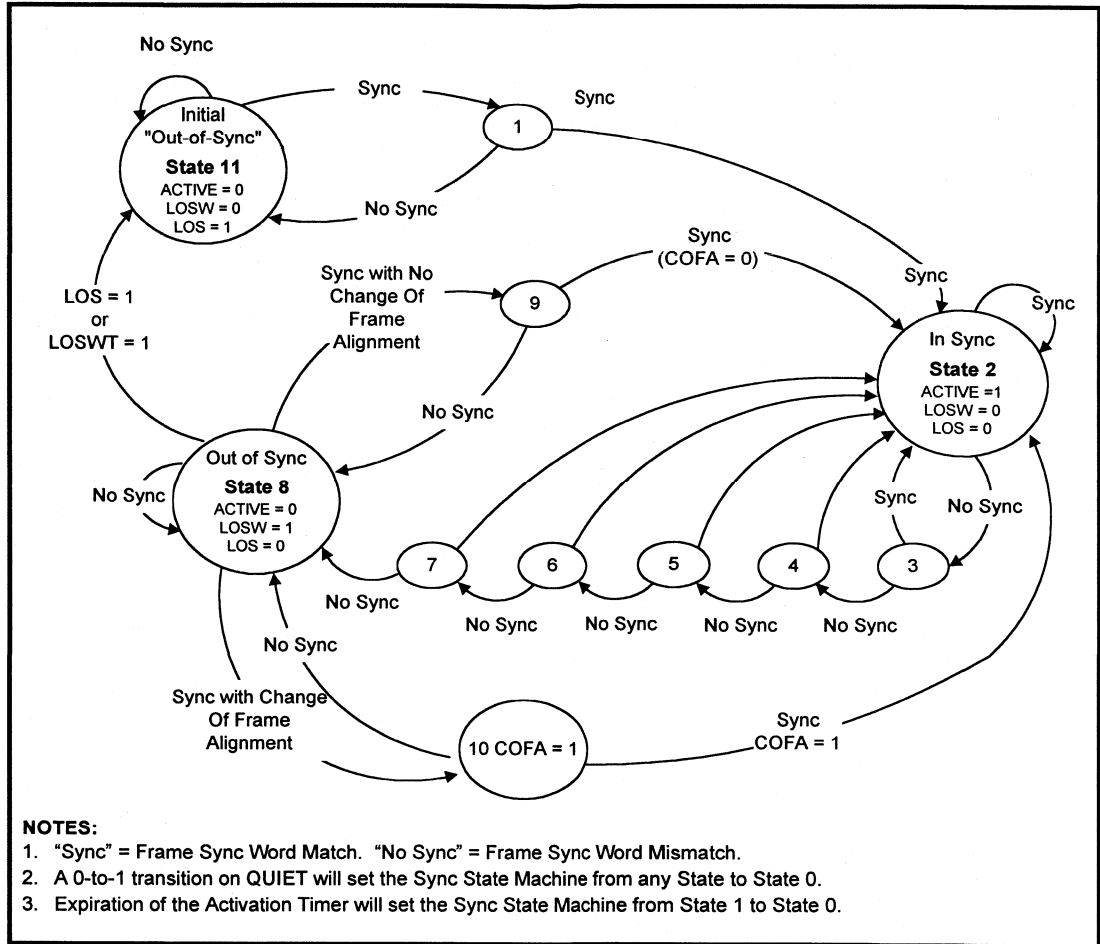 No Sync
Sync
Sync
Initial
"Out-of-Sync"
State 11
ACTIVE = 0
LOSW = 0
LOS = 1
1
No Sync
Sync
(COFA = 0)
Sync with No
Change Of
Frame
Alignment
9
Sync
Sync
LOS = 1
or
LOSWT = 1
In Sync
State 2
ACTIVE =1
LOSW = 0
LOS = 0
No Sync
Out of Sync
State 8
ACTIVE = 0
LOSW = 1
LOS = 0
No Sync
Sync
No Sync
7
6
5
4
3
No Sync
No Sync
No Sync
No Sync
No Sync
No Sync
Sync with Change
Of Frame
Alignment
10 COFA = 1
Sync
COFA = 1
NOTES:
1. "Sync" = Frame Sync Word Match. "No Sync" = Frame Sync Word Mismatch.
2. A 0-to-1 transition on QUIET will set the Sync State Machine from any State to State 0.
3. Expiration of the Activation Timer will set the Sync State Machine from State 1 to State 0.